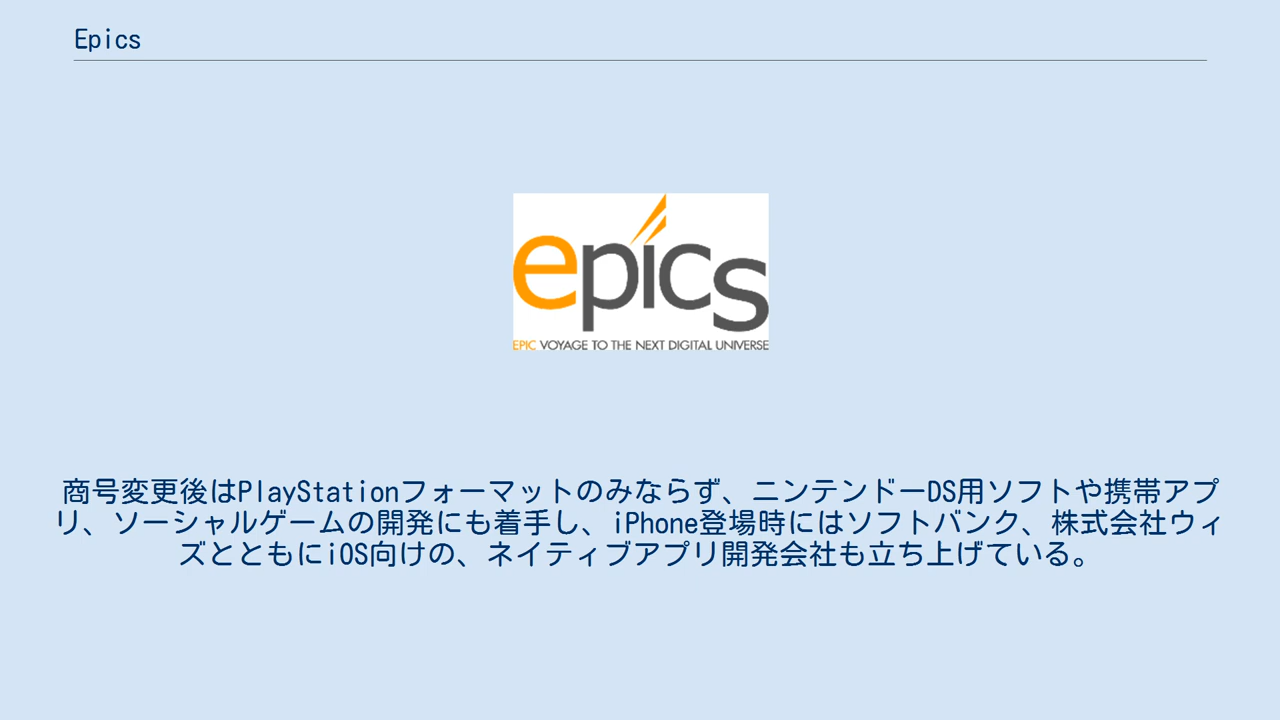 Epics
epics
EPIC VOYAGE TO THE NEXT DIGITAL UNIVERSE
商号変更後はPlayStationフォーマットのみならず、ニンテンドーDS用ソフトや携帯アプ
リ、ソーシャルゲームの開発にも着手し、iPhone登場時にはソフトバンク、株式会社ウィ
ズとともにiOS向けの、ネイティブアプリ開発会社も立ち上げている。